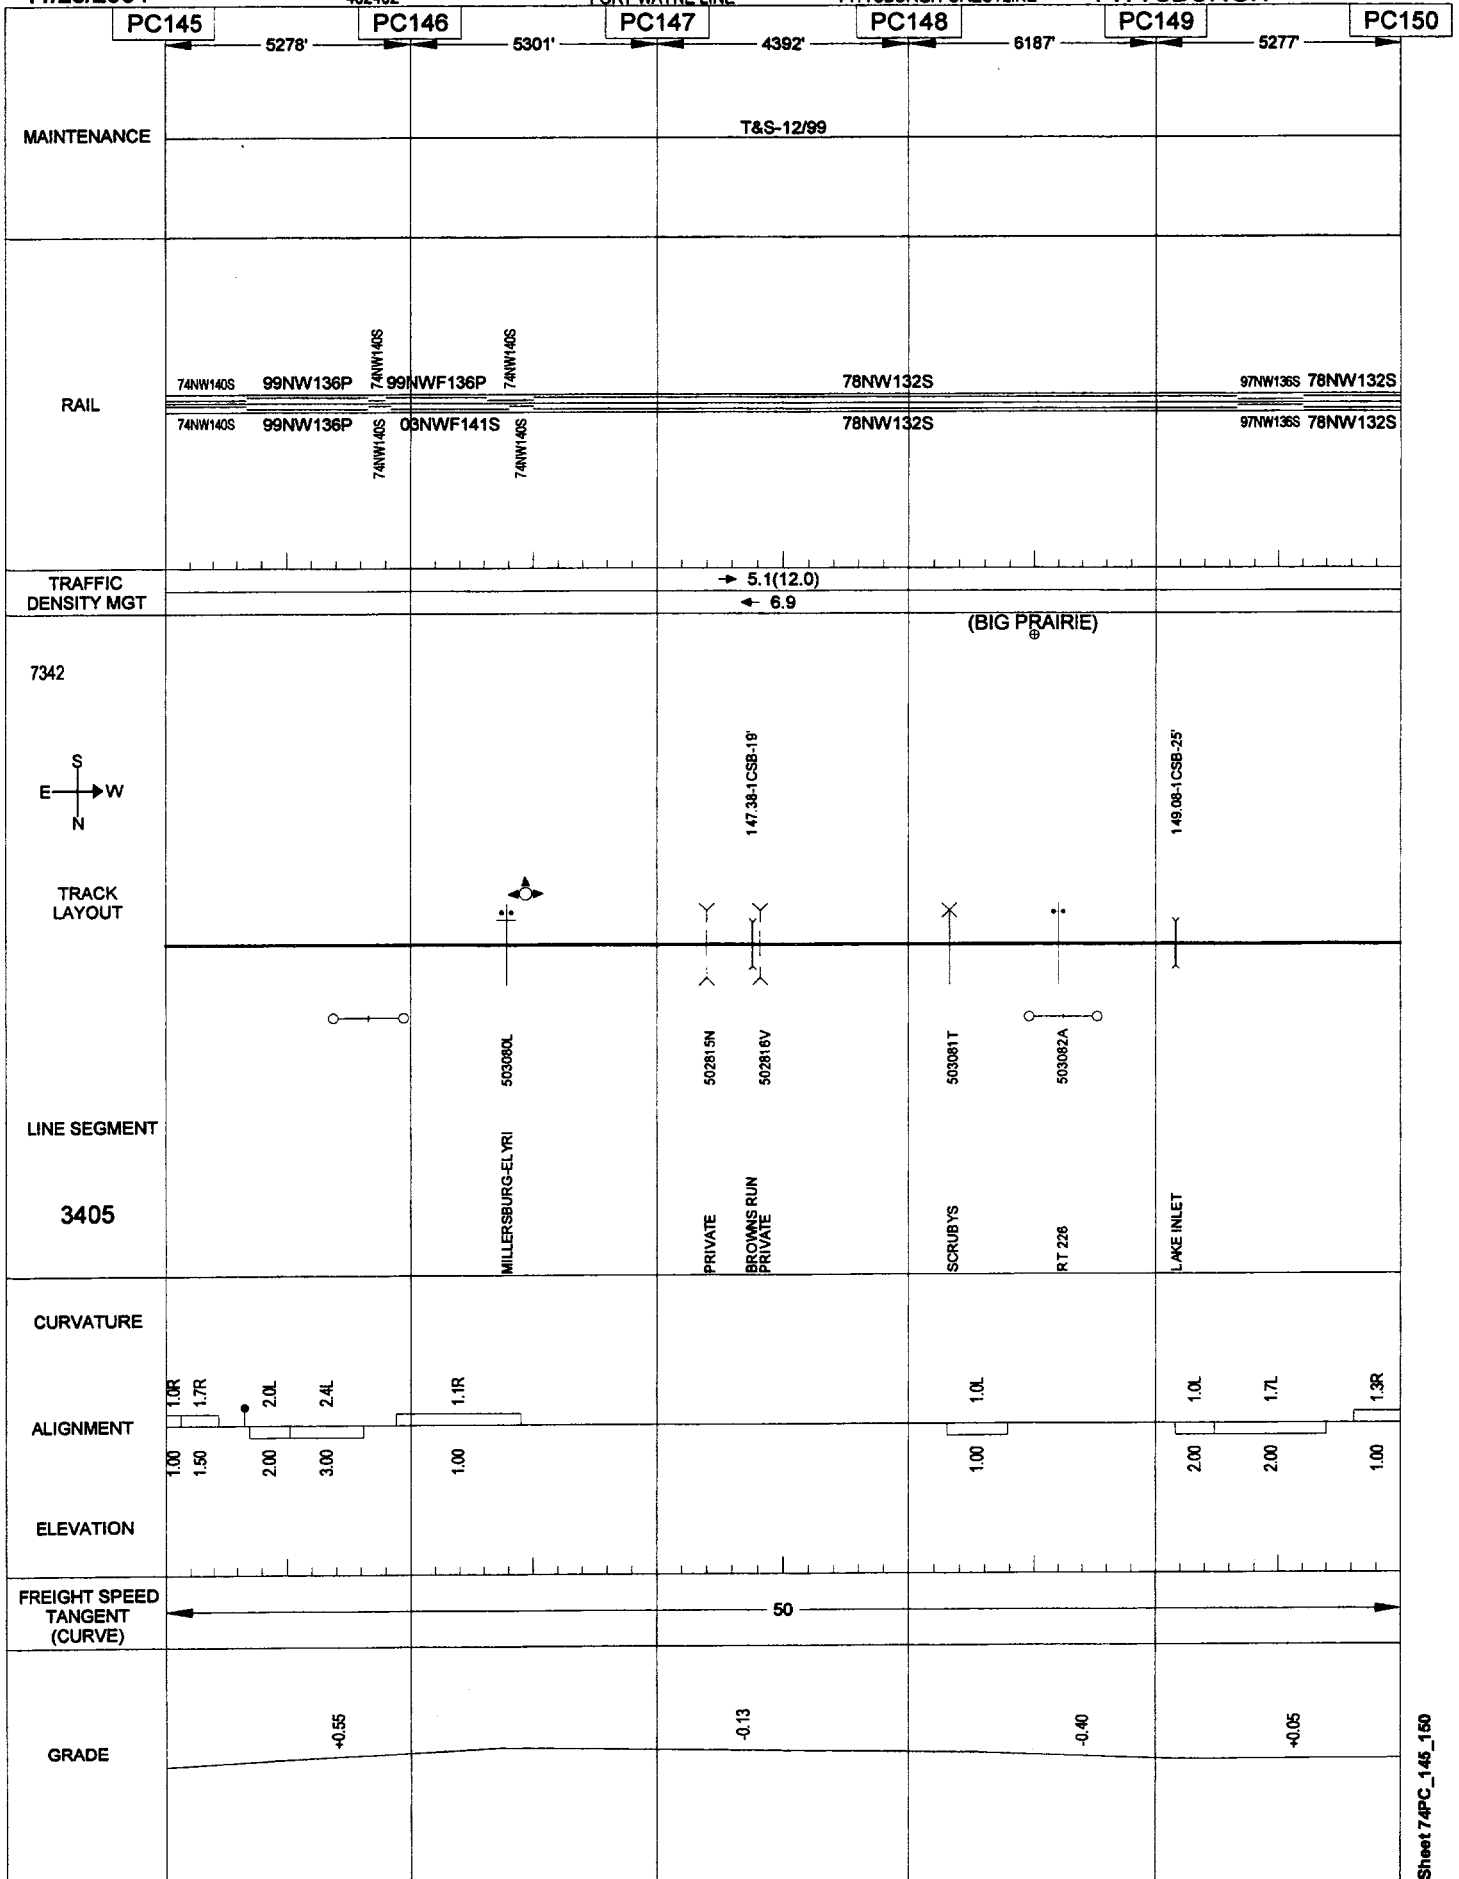 PC145 PC146 PC147 PC148 PC149 PC150
5278' 5301' 4392' 6187' 5277'
MAINTENANCE
T&S-12/99
74NW140S 74NW140S
74NW140S 99NW136P 99NWF136P 78NW132S 97NW136S 78NW132S
RAIL
74NW140S 99NW136P 03NWF141S 78NW132S 97NW136S 78NW132S
74NW140S 74NW140S
TRAFFIC
DENSITY MGT
5.1(12.0)
6.9
(BIG PRAIRIE)
7342
S
E W
N
147.38-1CSB-19'
149.08-1CSB-25'
TRACK
LAYOUT
503080L
502815N
502816V
503081T
503082A
LINE SEGMENT
3405
MILLERSBURG-ELYRI
PRIVATE
BROWNS RUN
PRIVATE
SCRUBYS
RT 226
LAKE INLET
CURVATURE
1.0R 1.7R 2.0L 2.4L 1.1R 1.0L 1.0L 1.7L 1.3R
ALIGNMENT
1.00 1.50 2.00 3.00 1.00 1.00 2.00 2.00 1.00
ELEVATION
FREIGHT SPEED
TANGENT
(CURVE)
50
GRADE
+0.55 -0.13 -0.40 +0.05
Sheet 74PC_145_150